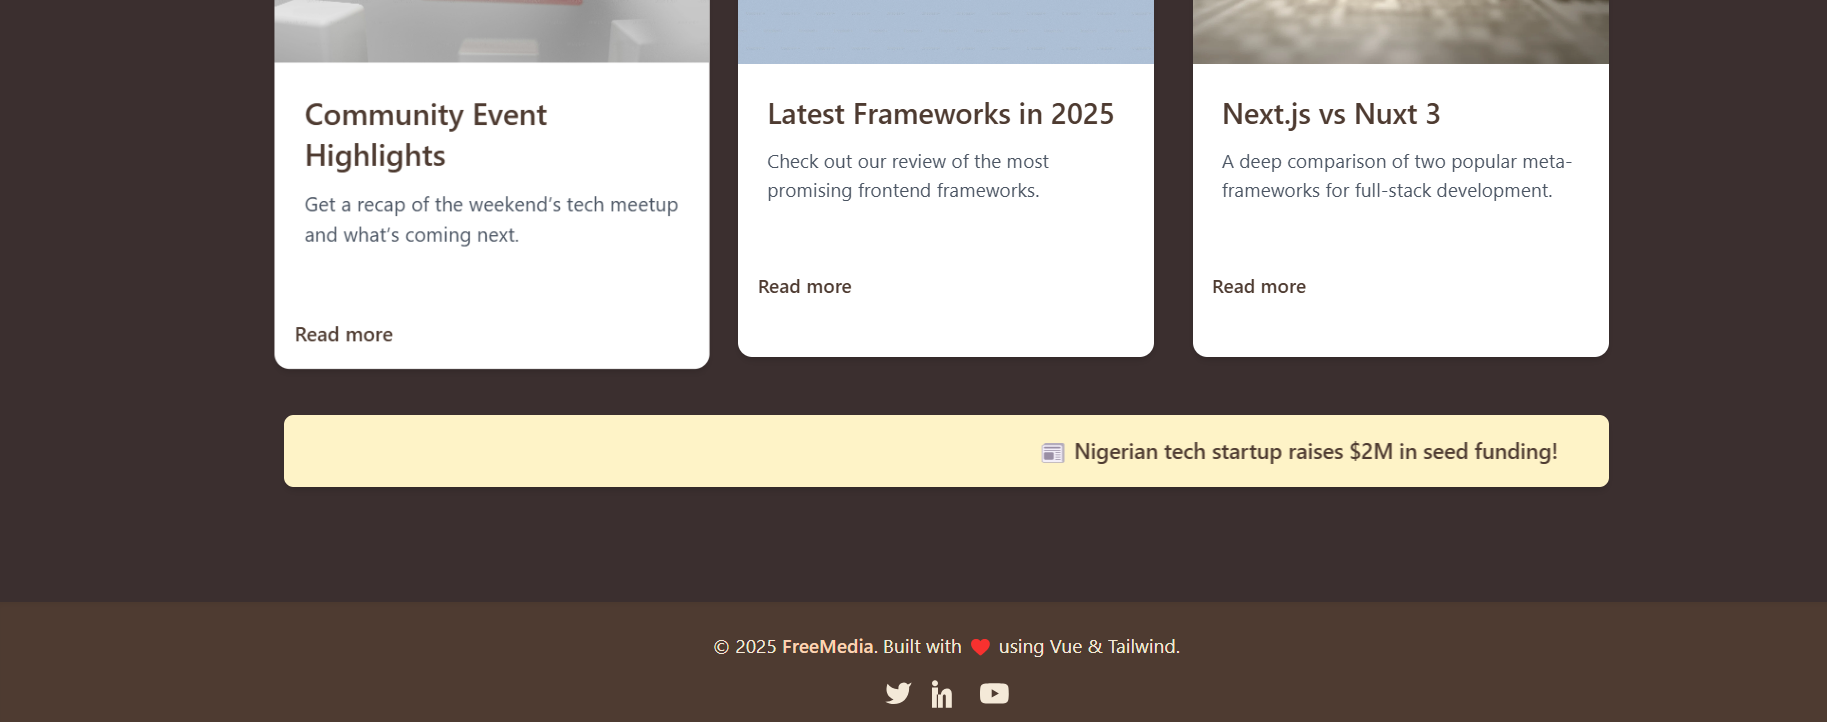 Community Event
Highlights
Get a recap of the weekend’s tech meetup
and what’s coming next.
Read more
Latest Frameworks in 2025
Check out our review of the most
promising frontend frameworks.
Read more
Next.js vs Nuxt 3
A deep comparison of two popular meta-
frameworks for full-stack development.
Read more
📰 Nigerian tech startup raises $2M in seed funding!
© 2025 FreeMedia. Built with ❤️ using Vue & Tailwind.